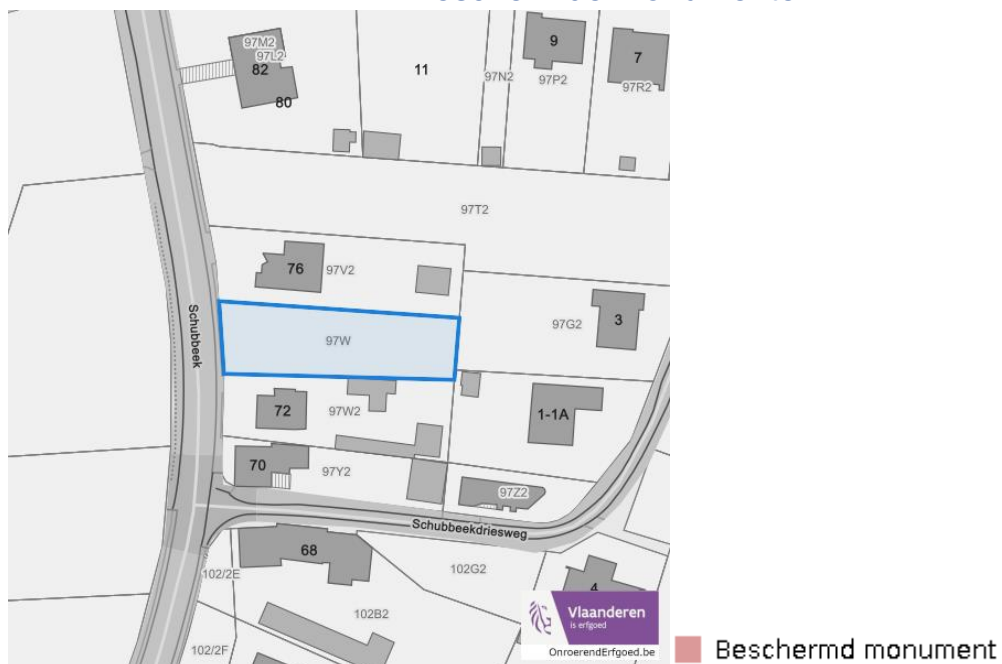 97M2
97L2
82
80
11
97N2
9
97P2
7
97R2
97T2
76
97V2
Schubbeek
97W
97G2
3
72
97W2
1-1A
70
97Y2
97Z2
Schubbeekdriesweg
68
102/2E
102G2
4
102B2
102/2F
Vlaanderen
is erfgoed
OnroerendErfgoed.be
Beschermd monument